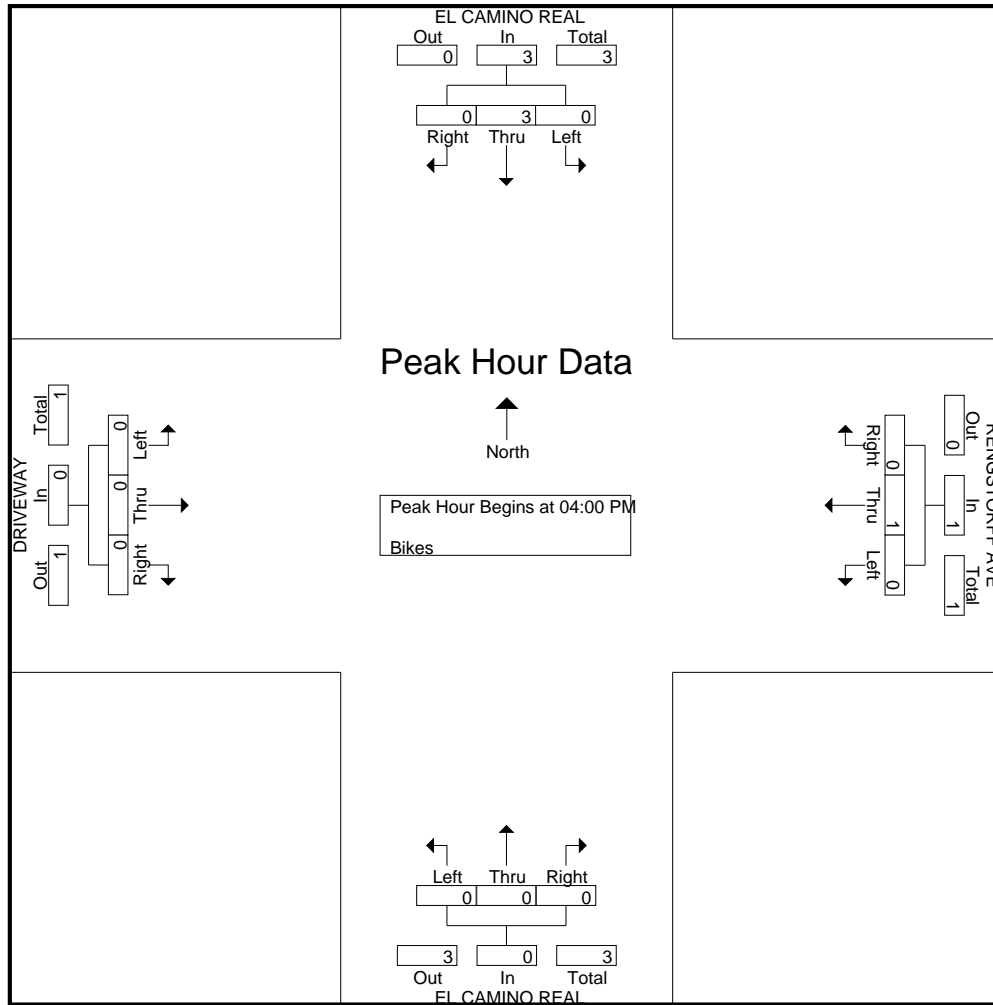 EL CAMINO REAL
Out In Total
0 3 3
0 3 0
Right Thru Left
Peak Hour Data
North
Peak Hour Begins at 04:00 PM
Bikes
DRIVEWAY
Out In Total
1 0 1
0 0 0
Right Thru Left
RENGSTORFF AVE
Out In Total
0 1 1
0 1 0
Right Thru Left
Left Thru Right
0 0 0
3 0 3
Out In Total
EL CAMINO REAL